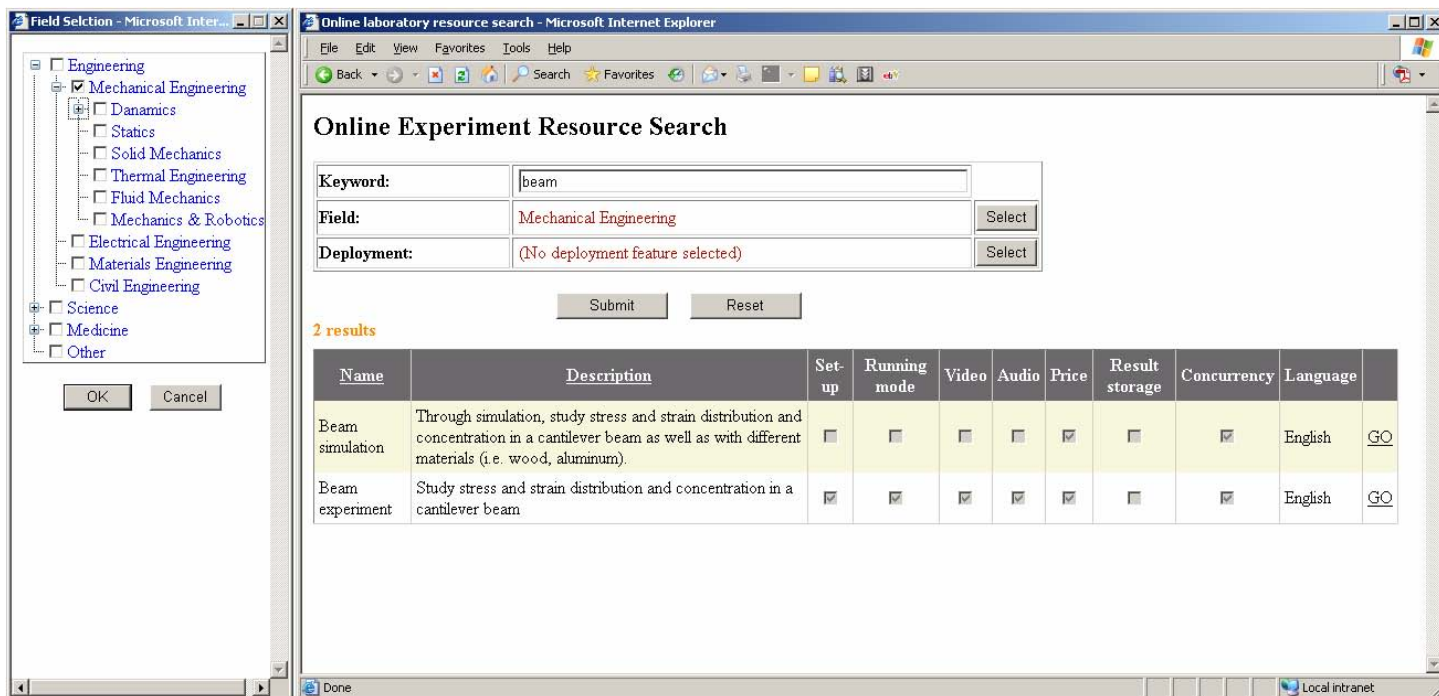 Field Selction - Microsoft Inter...
Engineering
Mechanical Engineering
Danamics
Statics
Solid Mechanics
Thermal Engineering
Fluid Mechanics
Mechanics & Robotics
Electrical Engineering
Materials Engineering
Civil Engineering
Science
Medicine
Other
OK Cancel
Online laboratory resource search - Microsoft Internet Explorer
File Edit View Favorites Tools Help
Back Search Favorites
Online Experiment Resource Search
Keyword: beam
Field: Mechanical Engineering Select
Deployment: (No deployment feature selected) Select
Submit Reset
2 results
Name Description Set-up Running mode Video Audio Price Result storage Concurrency Language
Beam simulation
Through simulation, study stress and strain distribution and
concentration in a cantilever beam as well as with different
materials (i.e. wood, aluminum).
English GO
Beam experiment
Study stress and strain distribution and concentration in a
cantilever beam
English GO
Done
Local intranet